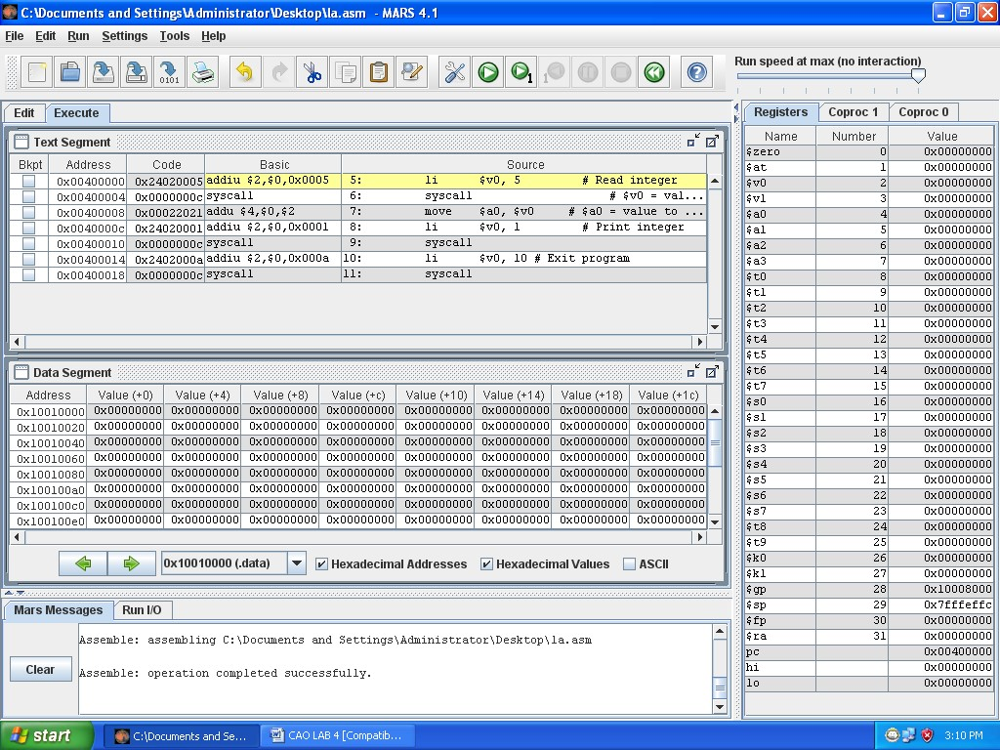 C:\Documents and Settings\Administrator\Desktop\la.asm - MARS 4.1
File Edit Run Settings Tools Help
Run speed at max (no interaction)
Edit Execute
Text Segment
Bkpt Address Code Basic Source
0x00400000 0x24020005 addiu $2,$0,0x0005 5: li $v0, 5 # Read integer
0x00400004 0x0000000c syscall 6: syscall # $v0 = val...
0x00400008 0x00022021 addu $4,$0,$2 7: move $a0, $v0 # $a0 = value to ...
0x0040000c 0x24020001 addiu $2,$0,0x0001 8: li $v0, 1 # Print integer
0x00400010 0x0000000c syscall 9: syscall
0x00400014 0x2402000a addiu $2,$0,0x000a 10: li $v0, 10 # Exit program
0x00400018 0x0000000c syscall 11: syscall
Data Segment
Address Value (+0) Value (+4) Value (+8) Value (+c) Value (+10) Value (+14) Value (+18) Value (+1c)
0x10010000 0x00000000 0x00000000 0x00000000 0x00000000 0x00000000 0x00000000 0x00000000 0x00000000
0x10010020 0x00000000 0x00000000 0x00000000 0x00000000 0x00000000 0x00000000 0x00000000 0x00000000
0x10010040 0x00000000 0x00000000 0x00000000 0x00000000 0x00000000 0x00000000 0x00000000 0x00000000
0x10010060 0x00000000 0x00000000 0x00000000 0x00000000 0x00000000 0x00000000 0x00000000 0x00000000
0x10010080 0x00000000 0x00000000 0x00000000 0x00000000 0x00000000 0x00000000 0x00000000 0x00000000
0x100100a0 0x00000000 0x00000000 0x00000000 0x00000000 0x00000000 0x00000000 0x00000000 0x00000000
0x100100c0 0x00000000 0x00000000 0x00000000 0x00000000 0x00000000 0x00000000 0x00000000 0x00000000
0x100100e0 0x00000000 0x00000000 0x00000000 0x00000000 0x00000000 0x00000000 0x00000000 0x00000000
0x10010000 (.data) Hexadecimal Addresses Hexadecimal Values ASCII
Mars Messages Run I/O
Assemble: assembling C:\Documents and Settings\Administrator\Desktop\la.asm
Assemble: operation completed successfully.
Clear
Registers Coproc 1 Coproc 0
Name Number Value
$zero 0 0x00000000
$at 1 0x00000000
$v0 2 0x00000000
$v1 3 0x00000000
$a0 4 0x00000000
$a1 5 0x00000000
$a2 6 0x00000000
$a3 7 0x00000000
$t0 8 0x00000000
$t1 9 0x00000000
$t2 10 0x00000000
$t3 11 0x00000000
$t4 12 0x00000000
$t5 13 0x00000000
$t6 14 0x00000000
$t7 15 0x00000000
$s0 16 0x00000000
$s1 17 0x00000000
$s2 18 0x00000000
$s3 19 0x00000000
$s4 20 0x00000000
$s5 21 0x00000000
$s6 22 0x00000000
$s7 23 0x00000000
$t8 24 0x00000000
$t9 25 0x00000000
$k0 26 0x00000000
$k1 27 0x00000000
$gp 28 0x10008000
$sp 29 0x7fffeffc
$fp 30 0x00000000
$ra 31 0x00000000
pc 0x00400000
hi 0x00000000
lo 0x00000000
start C:\Documents and Se... CAO LAB 4 [Compatib... 3:10 PM